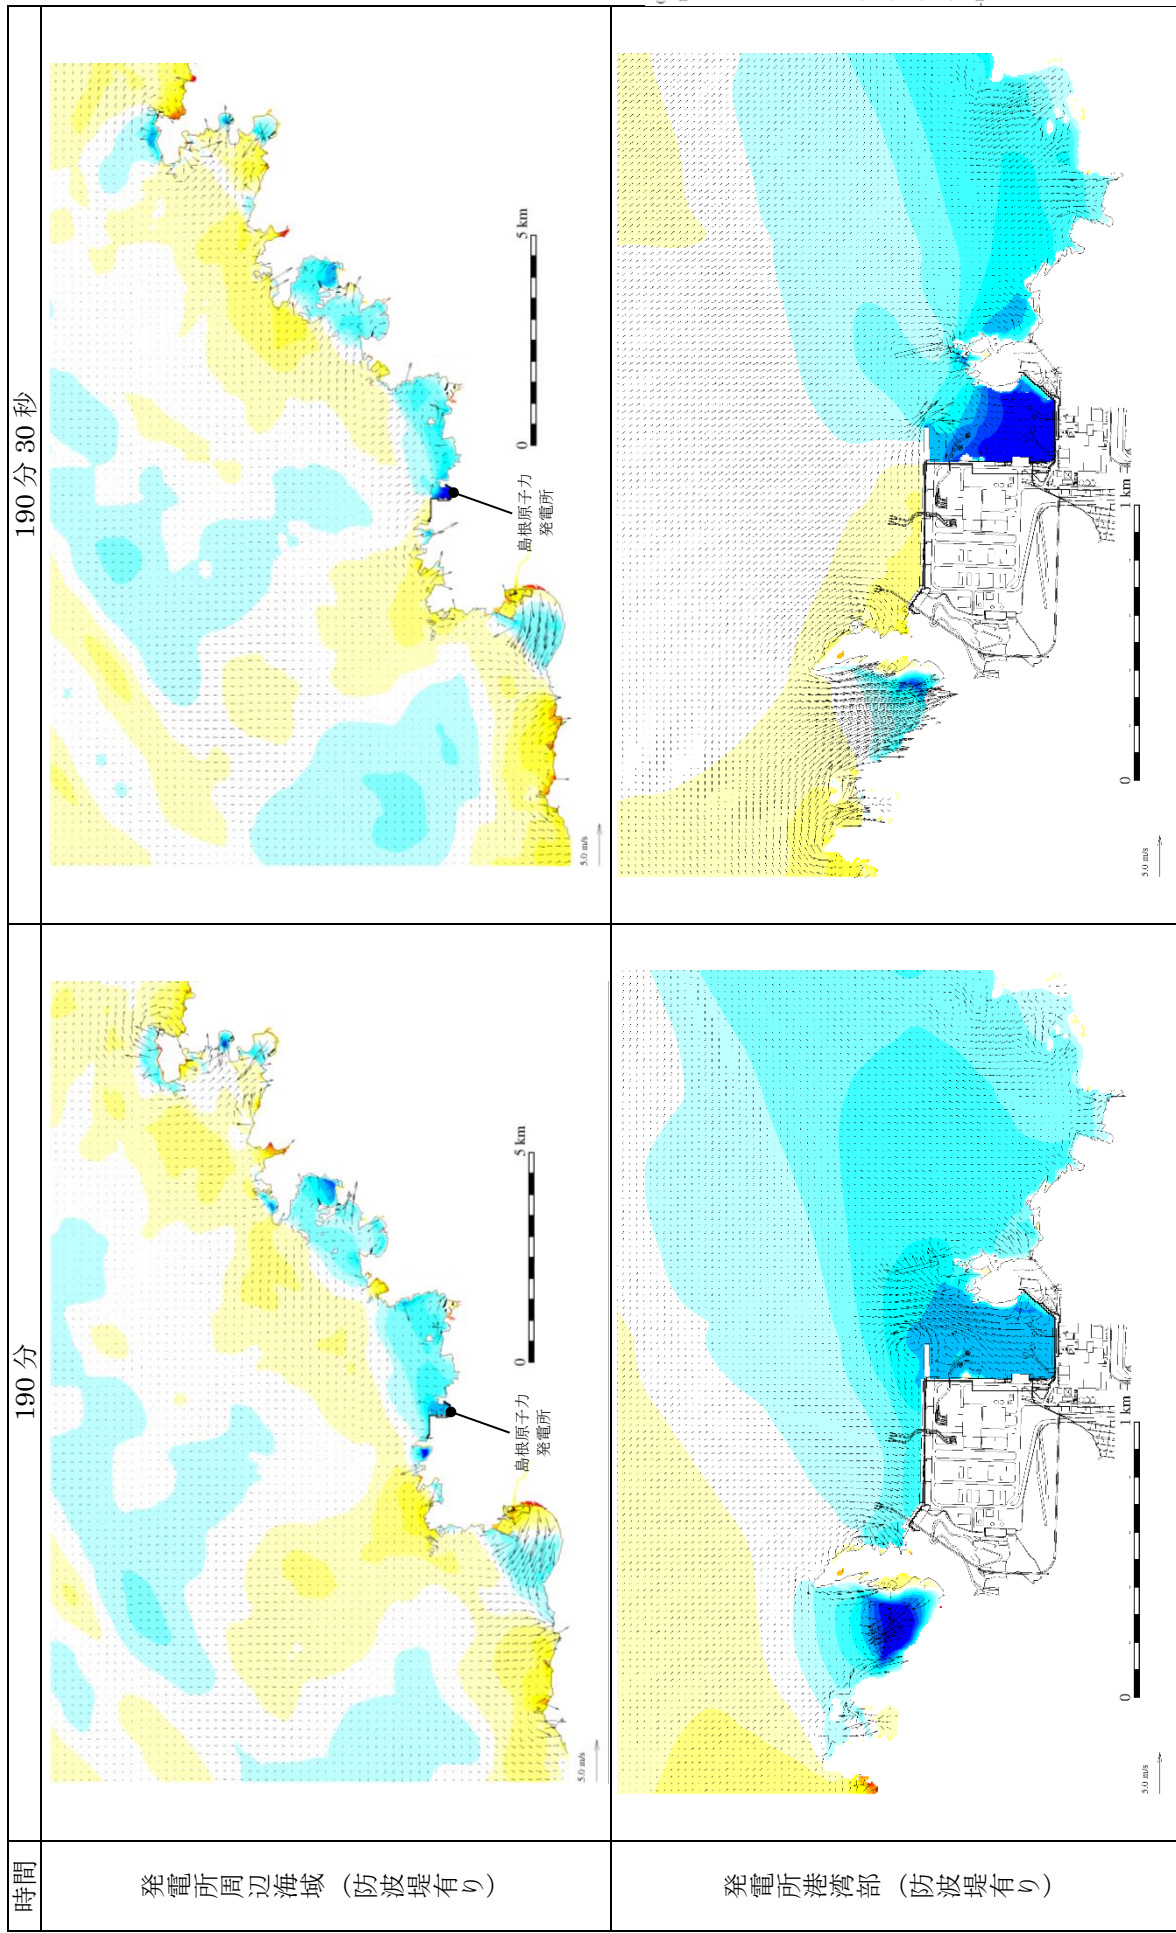 時間
190分
190分30秒
発電所周辺海域（防波堤有り）
島根原子力
発電所
0 5 km
5.0 m/s
島根原子力
発電所
0 5 km
5.0 m/s
発電所港湾部（防波堤有り）
0 1 km
5.0 m/s
0 1 km
5.0 m/s